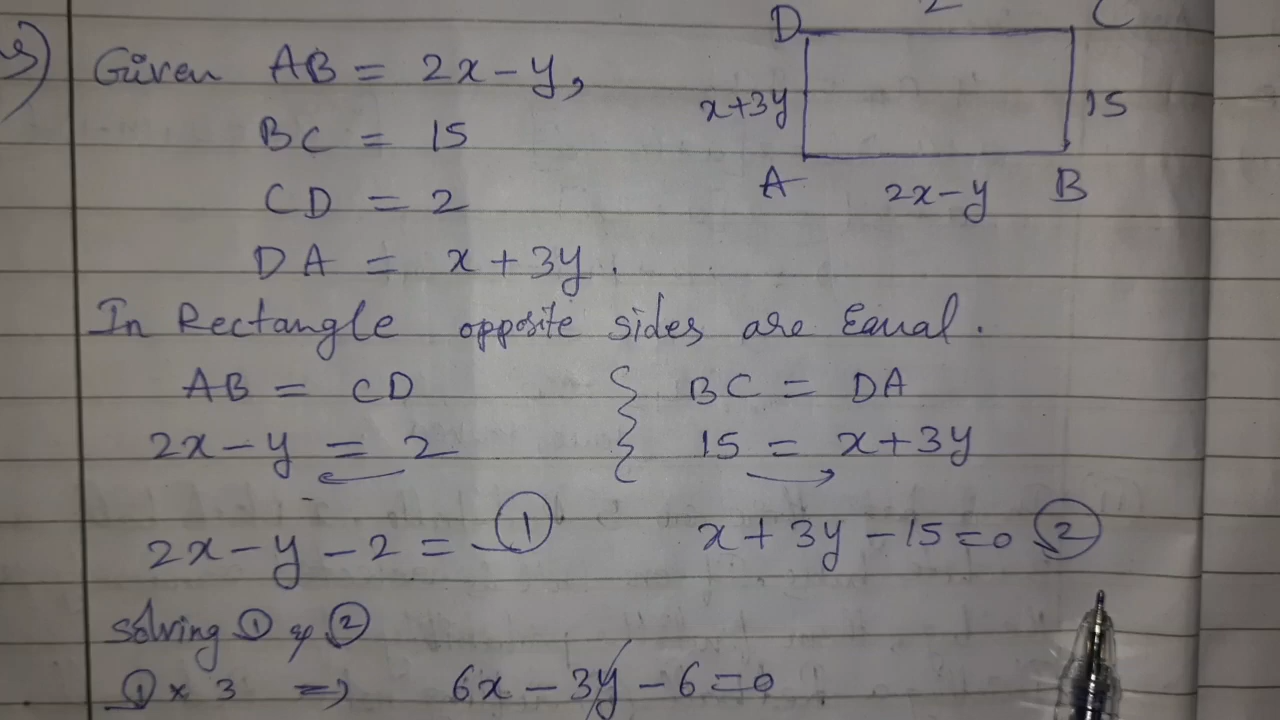 Given AB = 2x - y,
BC = 15
CD = 2
DA = x + 3y.
D 2 C
x+3y 15
A 2x-y B
In Rectangle opposite sides are Equal.
AB = CD } BC = DA
2x - y = 2 } 15 = x+3y
2x - y - 2 = ① x + 3y - 15 = 0 ②
Solving ① & ②
① x 3 => 6x - 3y - 6 = 0